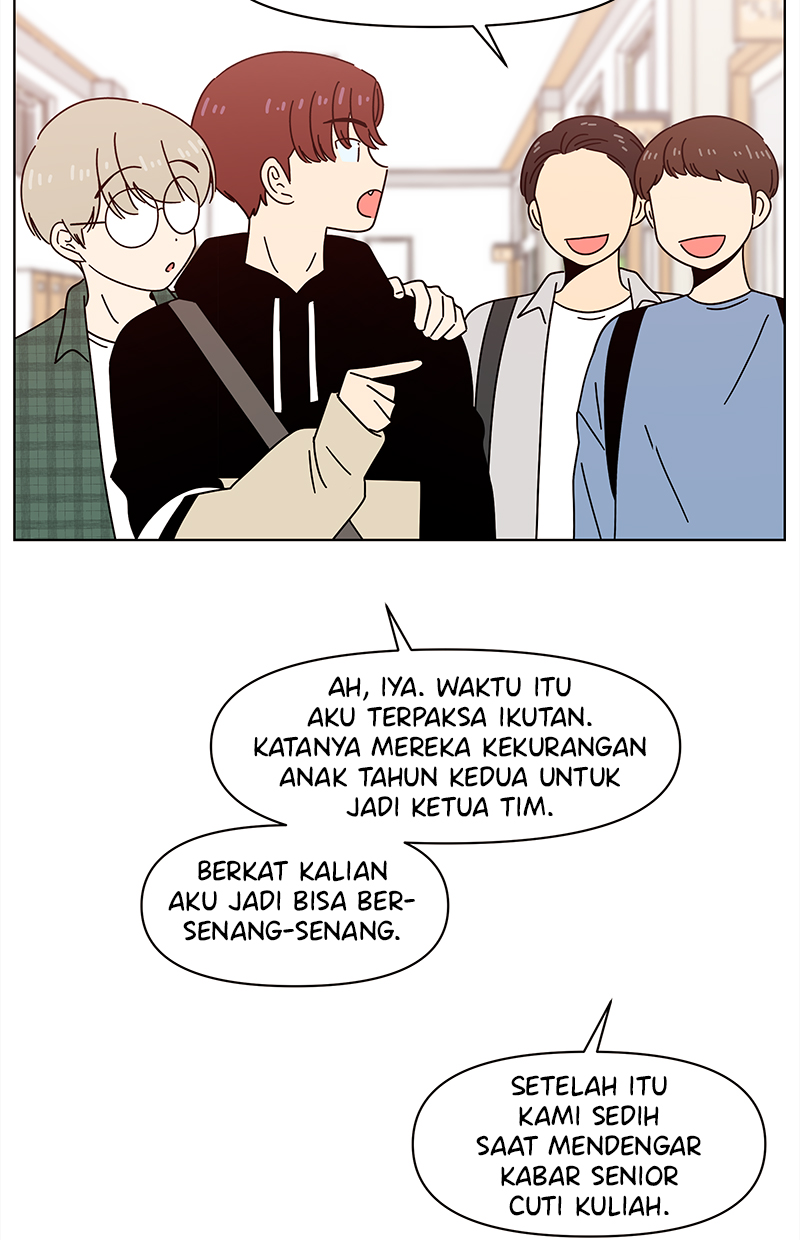 AH, IYA. WAKTU ITU
AKU TERPAKSA IKUTAN.
KATANYA MEREKA KEKURANGAN
ANAK TAHUN KEDUA UNTUK
JADI KETUA TIM.
BERKAT KALIAN
AKU JADI BISA BER-
SENANG-SENANG.
SETELAH ITU
KAMI SEDIH
SAAT MENDENGAR
KABAR SENIOR
CUTI KULIAH.